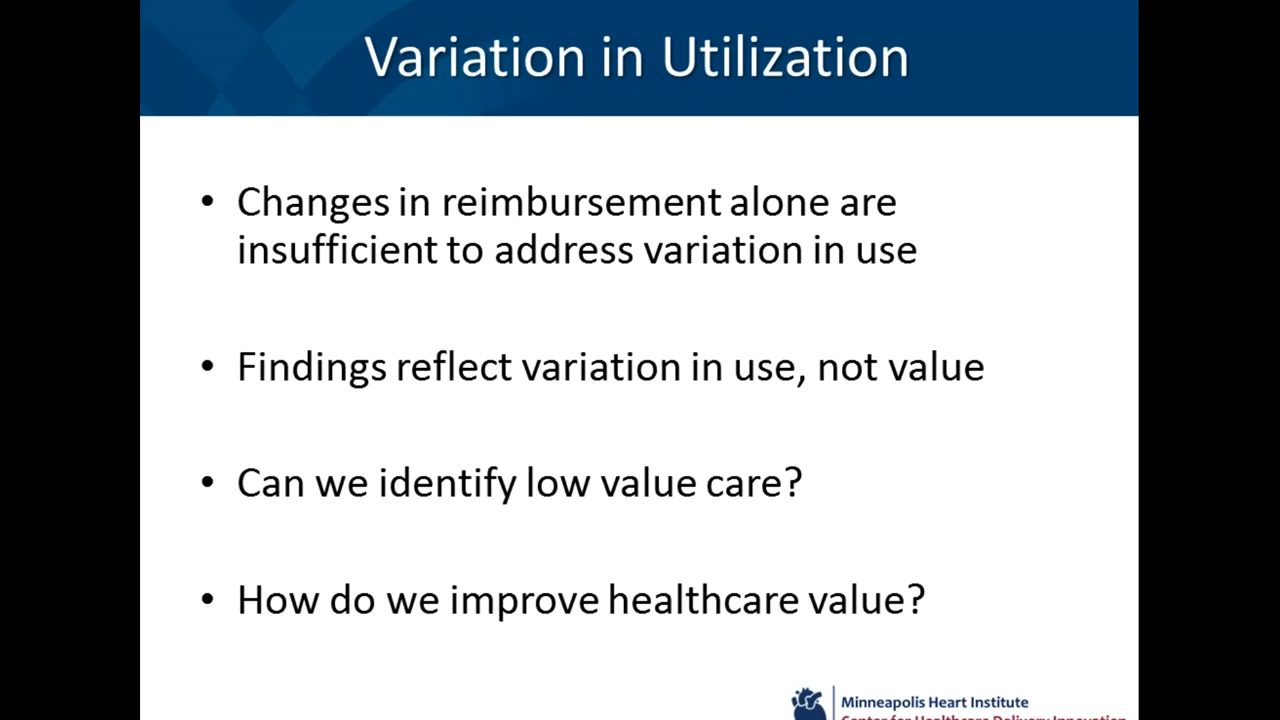 Variation in Utilization
• Changes in reimbursement alone are
insufficient to address variation in use
• Findings reflect variation in use, not value
• Can we identify low value care?
• How do we improve healthcare value?
Minneapolis Heart Institute
Center for Healthcare Delivery Innovation